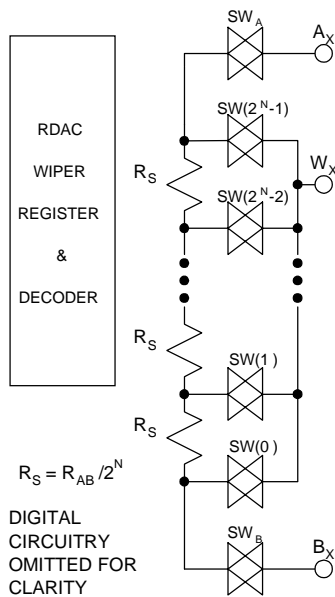 SW_A
A_X
RDAC
WIPER
REGISTER
&
DECODER
SW(2^N-1)
R_S
W_X
SW(2^N-2)
R_S
SW(1)
R_S
SW(0)
R_S = R_AB /2^N
DIGITAL
CIRCUITRY
OMITTED FOR
CLARITY
SW_B
B_X